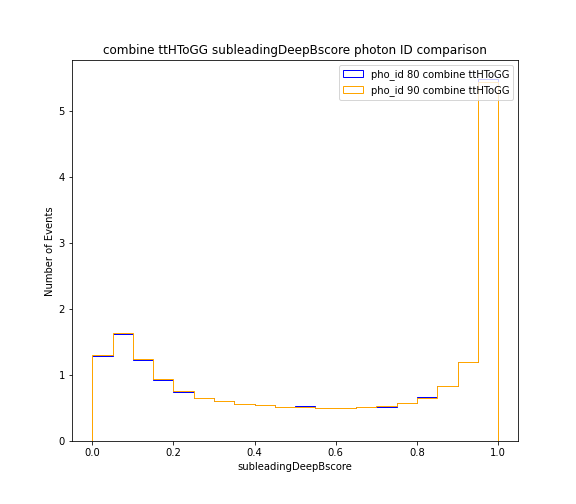 combine ttHToGG subleadingDeepBscore photon ID comparison
pho_id 80 combine ttHToGG
pho_id 90 combine ttHToGG
5
4
3
2
1
0
Number of Events
0.0 0.2 0.4 0.6 0.8 1.0
subleadingDeepBscore